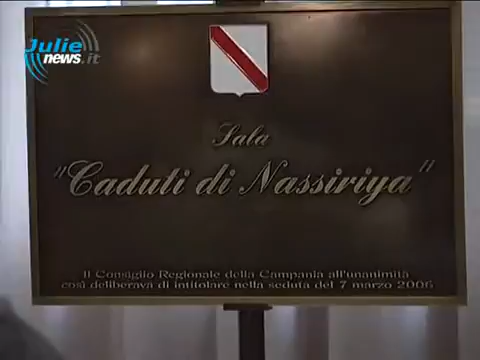 Julie
news.it
Sala
"Caduti di Nassiriya"
Il Consiglio Regionale della Campania all'unanimità
così deliberava di intitolare nella seduta del 7 marzo 2006